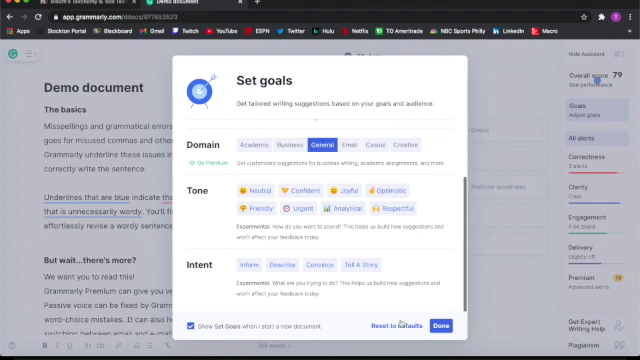 Demo document
app.grammarly.com/ddocs/977453523
Apps
Stockton Portal
Blackboard
Gmail
Twitch
YouTube
ESPN
Twitter
Hulu
Netflix
TD Ameritrade
NBC Sports Philly
LinkedIn
Macro
Demo document
The basics
Misspellings and grammatical errors
goes for misused commas and othe
Grammarly underline these issues i
correctly write the sentence.
Underlines that are blue indicate th
that is unnecessarily wordy. You'll f
effortlessly revise a wordy sentence
But wait...there's more?
We want you to read this!
Grammarly Premium can give you ve
Passive voice can be fixed by Gramm
word-choice mistakes. It can also h
switching between email and e-mail
B I U
265 words
Set goals
Get tailored writing suggestions based on your goals and audience.
Domain
Academic
Business
General
Email
Casual
Creative
Go Premium
Get customized suggestions for business writing, academic assignments, and more.
Tone
Neutral
Confident
Joyful
Optimistic
Friendly
Urgent
Analytical
Respectful
Experimental. How do you want to sound? This helps us build new suggestions and
won't affect your feedback today.
Intent
Inform
Describe
Convince
Tell A Story
Experimental. What are you trying to do? This helps us build new suggestions and
won't affect your feedback today.
Show Set Goals when I start a new document
Reset to defaults
Done
Remove wordiness
Hide Assistant
Overall score 79
See performance
Goals
Adjust goals
All alerts
Correctness
3 alerts
Clarity
Clear
Engagement
A bit bland
Delivery
Slightly off
Premium
Advanced alerts
Get Expert
Writing Help
Plagiarism